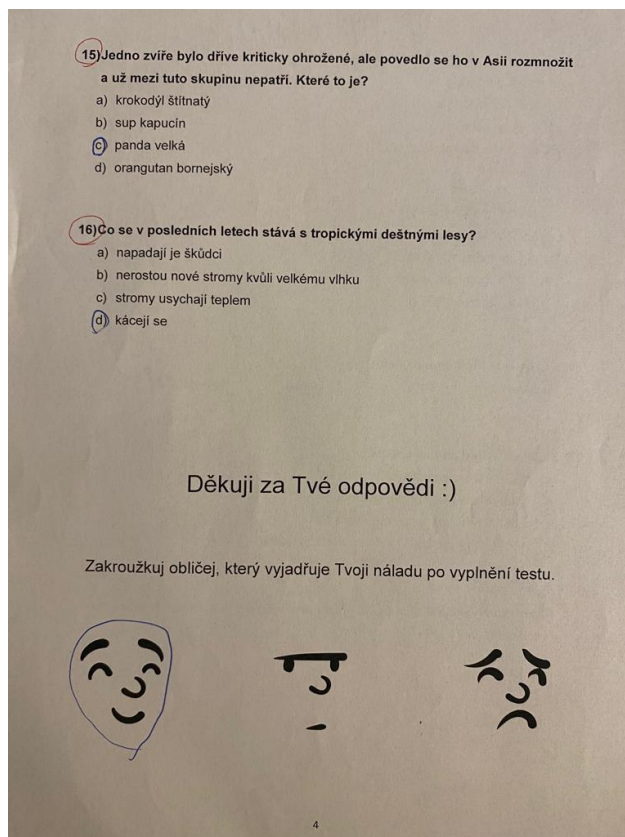 15)Jedno zvíře bylo dříve kriticky ohrožené, ale povedlo se ho v Asii rozmnožit
a už mezi tuto skupinu nepatří. Které to je?
a) krokodýl štítnatý
b) sup kapucín
c) panda velká
d) orangutan bornejský
16)Co se v posledních letech stává s tropickými deštnými lesy?
a) napadají je škůdci
b) nerostou nové stromy kvůli velkému vlhku
c) stromy usychají teplem
d) kácejí se
Děkuji za Tvé odpovědi :)
Zakroužkuj obličej, který vyjadřuje Tvoji náladu po vyplnění testu.
4